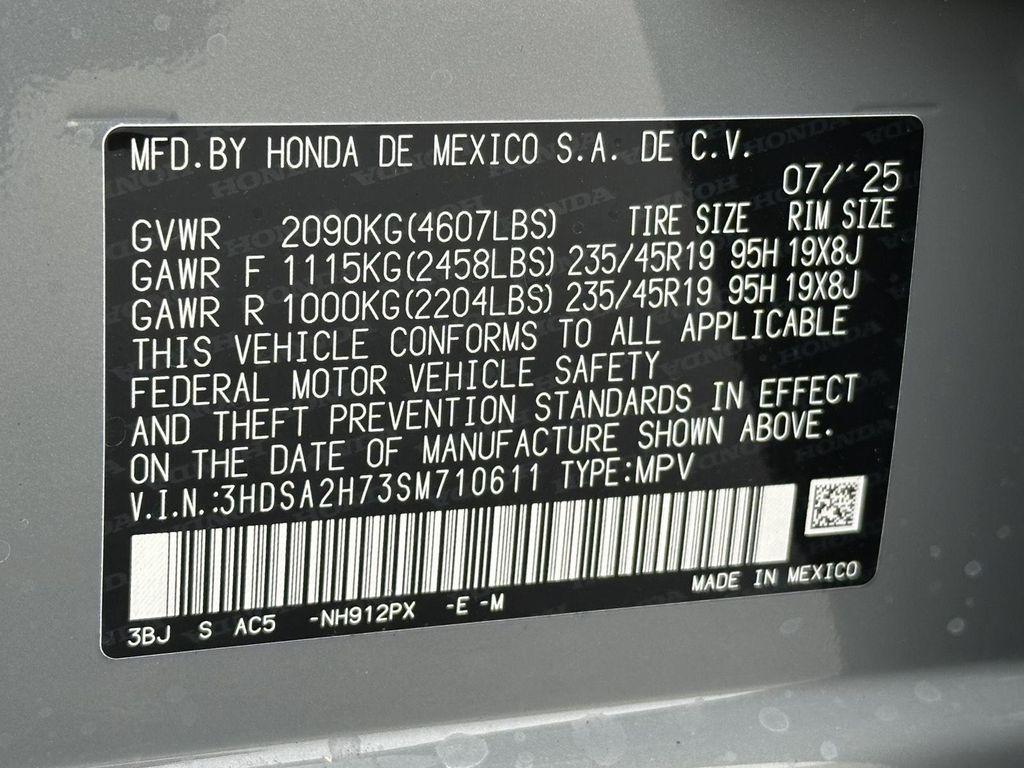 MFD.BY HONDA DE MEXICO S.A. DE C.V.
07/´25
GVWR 2090KG(4607LBS) TIRE SIZE RIM SIZE
GAWR F 1115KG(2458LBS) 235/45R19 95H 19X8J
GAWR R 1000KG(2204LBS) 235/45R19 95H 19X8J
THIS VEHICLE CONFORMS TO ALL APPLICABLE
FEDERAL MOTOR VEHICLE SAFETY
AND THEFT PREVENTION STANDARDS IN EFFECT
ON THE DATE OF MANUFACTURE SHOWN ABOVE.
V.I.N.:3HDSA2H73SM710611 TYPE:MPV
MADE IN MEXICO
3BJ S AC5 -NH912PX -E -M